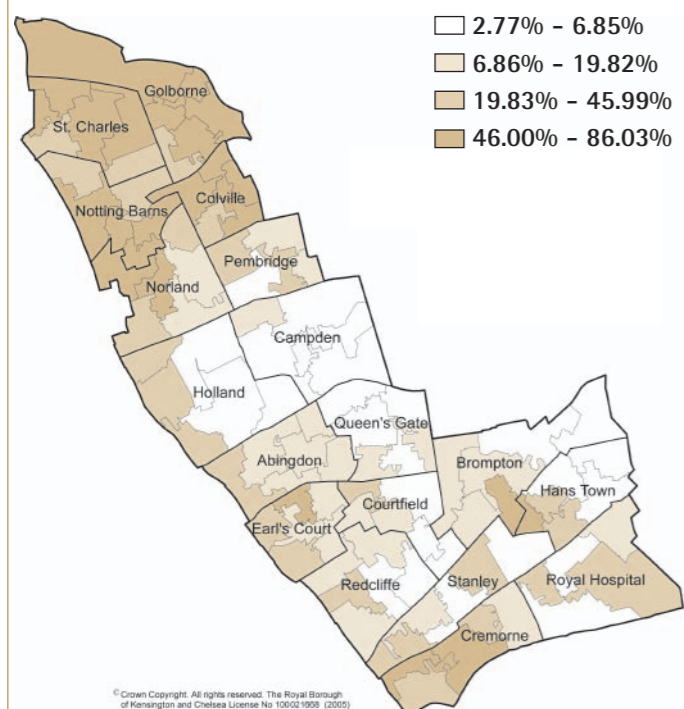 2.77% - 6.85%
6.86% - 19.82%
19.83% - 45.99%
46.00% - 86.03%
Golborne
St. Charles
Colville
Notting Barns
Pembridge
Norland
Campden
Holland
Queen's Gate
Abingdon
Brompton
Hans Town
Courtfield
Earl's Court
Redcliffe
Stanley
Royal Hospital
Cremorne
© Crown Copyright. All rights reserved. The Royal Borough
of Kensington and Chelsea License No 100021668 (2005)